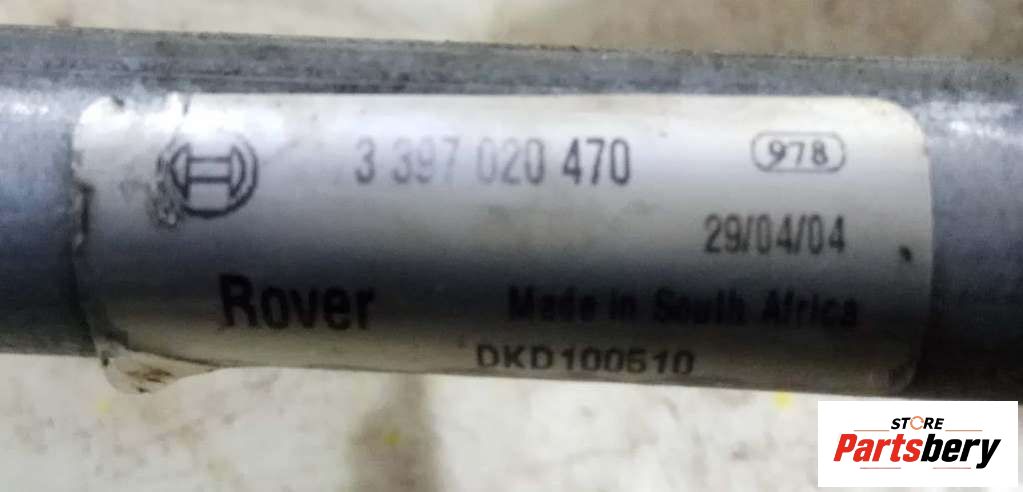 3 397 020 470
978
29/04/04
Rover
Made in South Africa
DKD100510
STORE
Partsbery